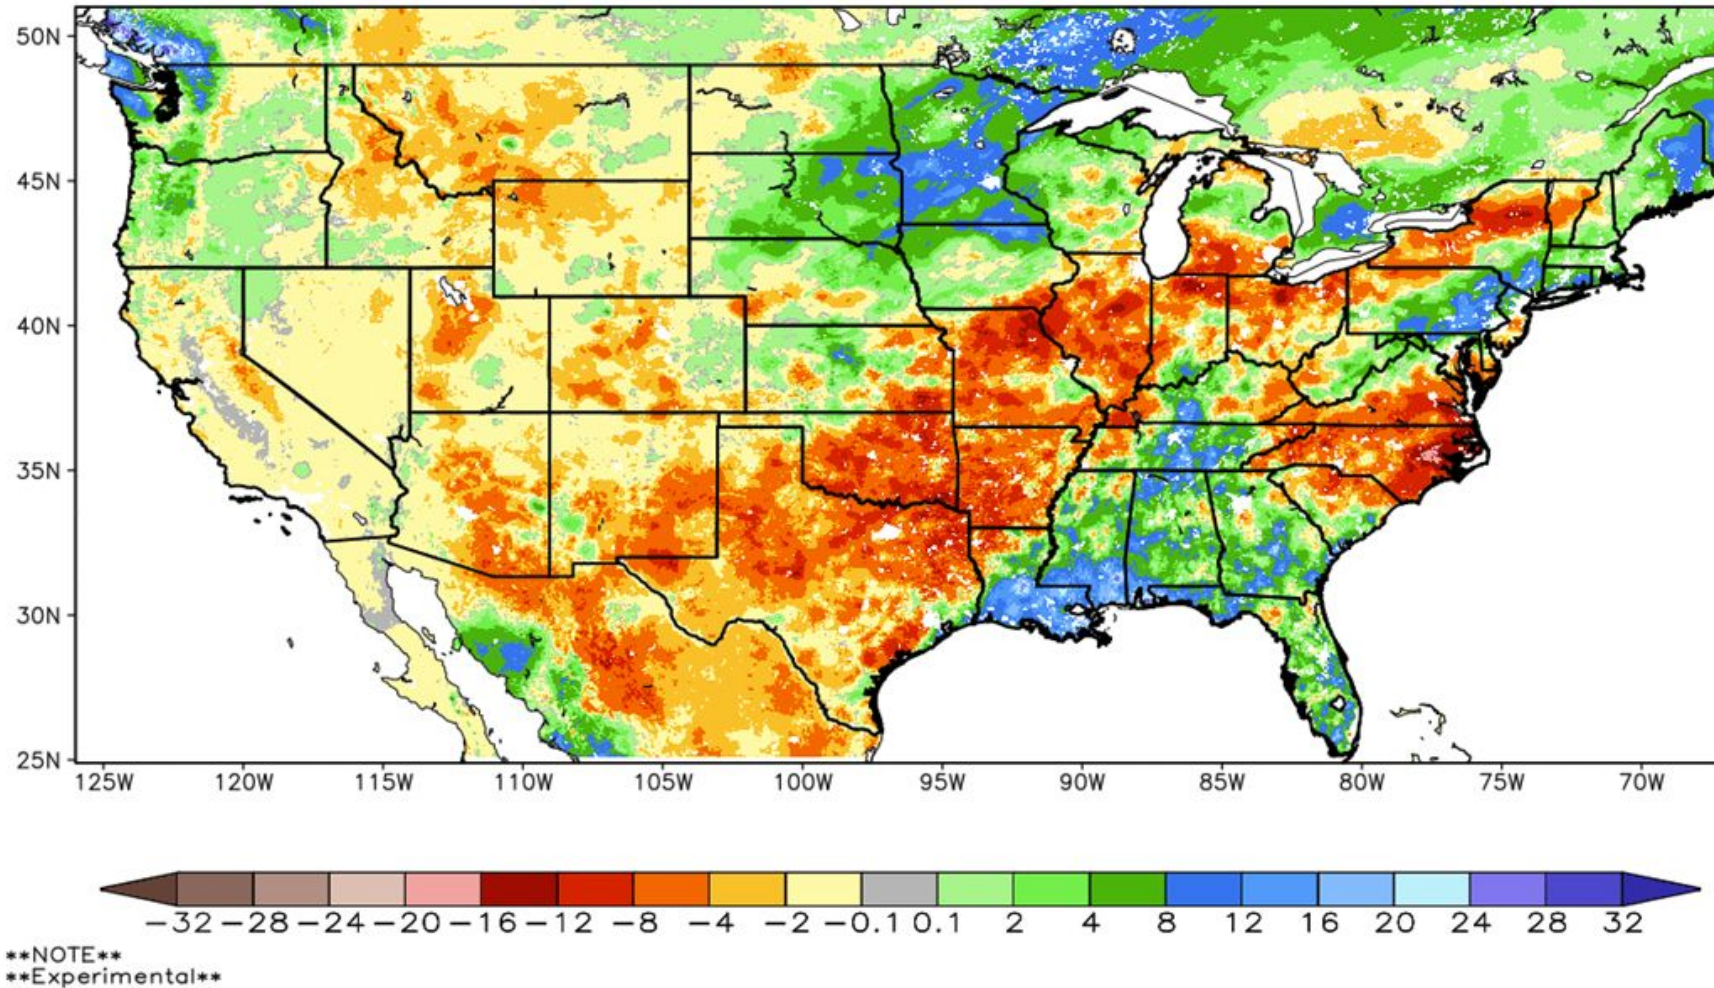 50N
45N
40N
35N
30N
25N
125W 120W 115W 110W 105W 100W 95W 90W 85W 80W 75W 70W
-32 -28 -24 -20 -16 -12 -8 -4 -2 -0.1 0.1 2 4 8 12 16 20 24 28 32
**NOTE**
**Experimental**